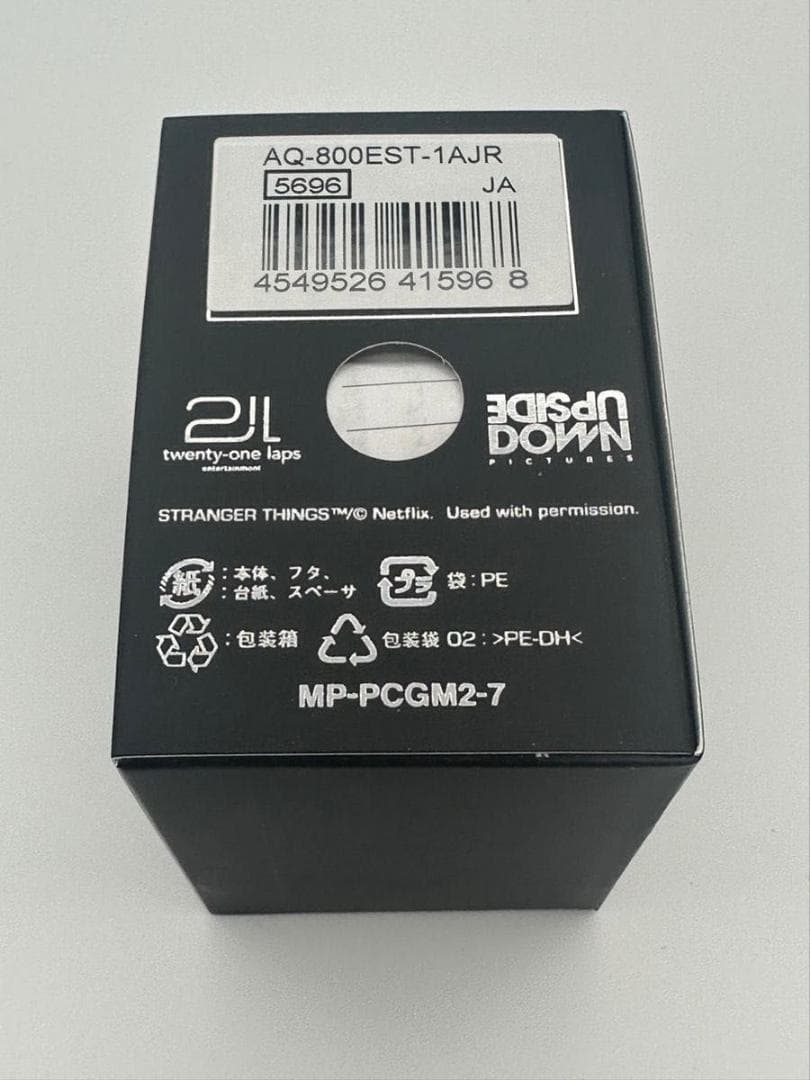 AQ-800EST-1AJR
5696 JA
4549526 41596 8
21L
twenty-one laps
entertainment
UPSIDE
DOWN
PICTURES
STRANGER THINGS™/© Netflix. Used with permission.
紙 : 本体、フタ、
: 台紙、スペーサ
プラ 袋 : PE
: 包装箱
包装袋 02 : >PE-DH<
MP-PCGM2-7